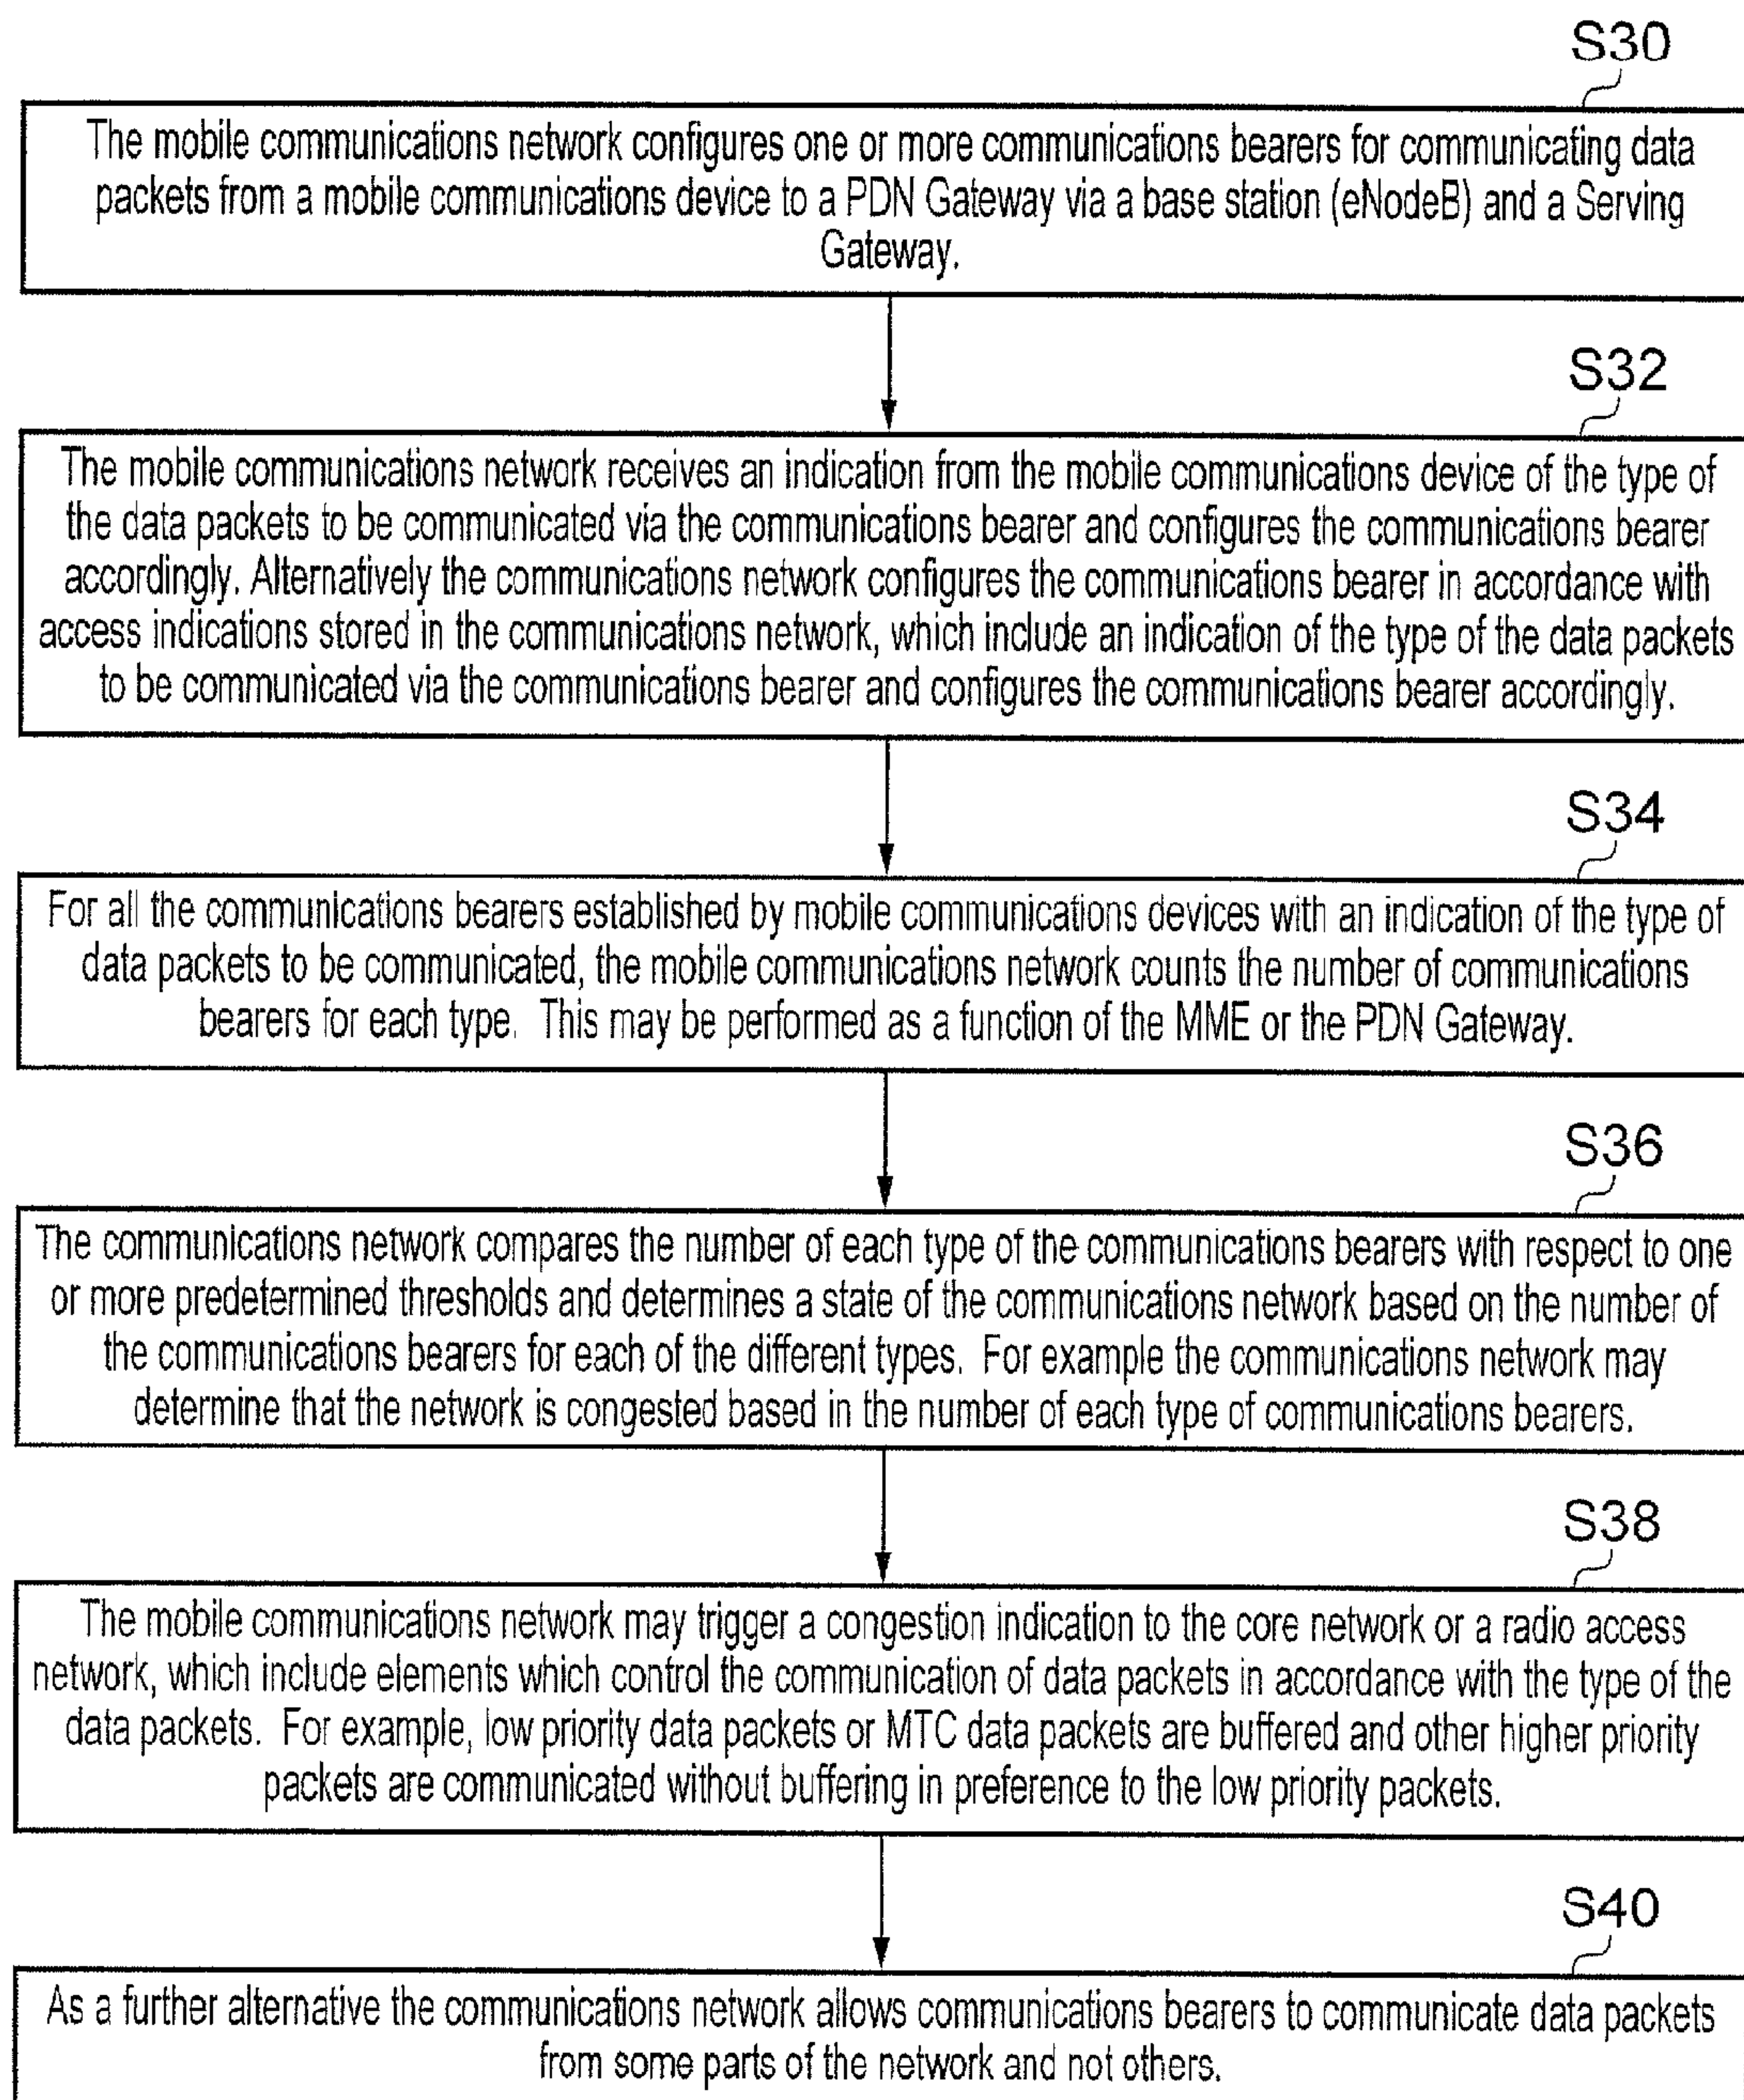 S30
The mobile communications network configures one or more communications bearers for communicating data
packets from a mobile communications device to a PDN Gateway via a base station (eNodeB) and a Serving
Gateway.
S32
The mobile communications network receives an indication from the mobile communications device of the type of
the data packets to be communicated via the communications bearer and configures the communications bearer
accordingly. Alternatively the communications network configures the communications bearer in accordance with
access indications stored in the communications network, which include an indication of the type of the data packets
to be communicated via the communications bearer and configures the communications bearer accordingly.
S34
For all the communications bearers established by mobile communications devices with an indication of the type of
data packets to be communicated, the mobile communications network counts the number of communications
bearers for each type. This may be performed as a function of the MME or the PDN Gateway.
S36
The communications network compares the number of each type of the communications bearers with respect to one
or more predetermined thresholds and determines a state of the communications network based on the number of
the communications bearers for each of the different types. For example the communications network may
determine that the network is congested based in the number of each type of communications bearers.
S38
The mobile communications network may trigger a congestion indication to the core network or a radio access
network, which include elements which control the communication of data packets in accordance with the type of the
data packets. For example, low priority data packets or MTC data packets are buffered and other higher priority
packets are communicated without buffering in preference to the low priority packets.
S40
As a further alternative the communications network allows communications bearers to communicate data packets
from some parts of the network and not others.